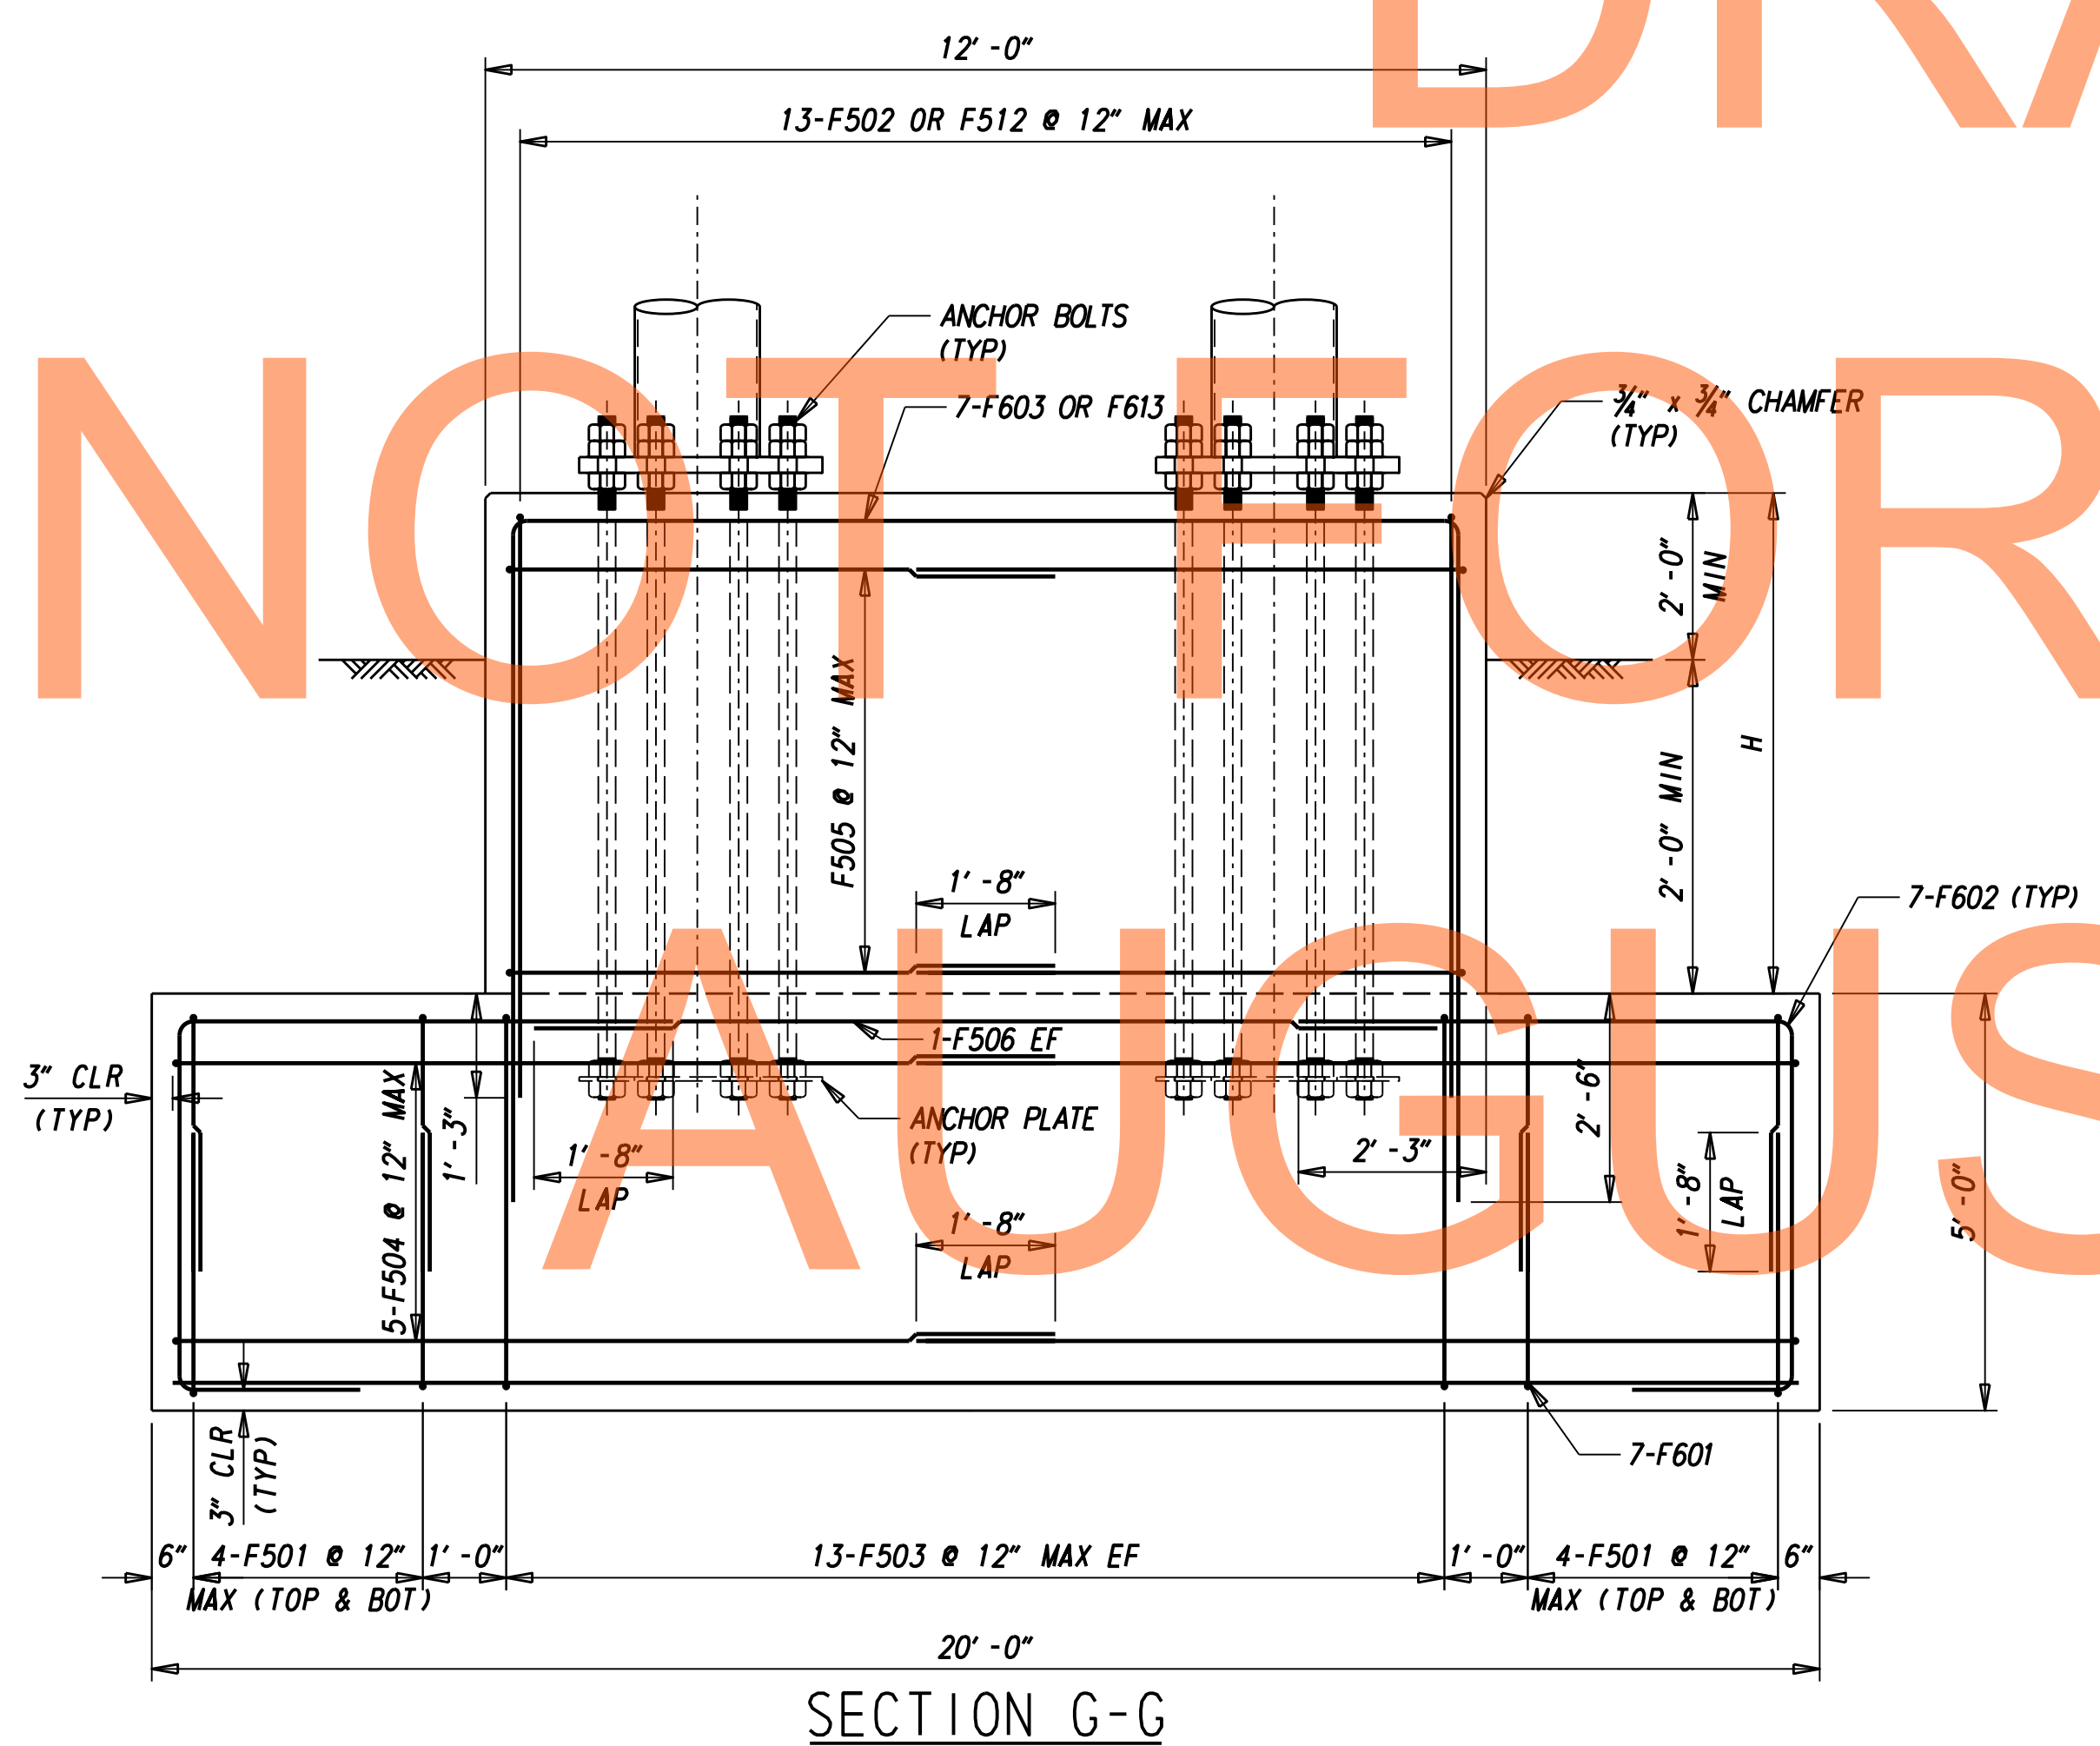 DRA
12'-0"
13-F502 OR F512 @ 12" MAX
ANCHOR BOLTS
(TYP)
7-F603 OR F613
3/4" x 3/4" CHAMFER
(TYP)
NOT FOR
2'-0"
MIN
F505 @ 12" MAX
H
2'-0" MIN
1'-8"
LAP
7-F602 (TYP)
AUGUS
1-F506 EF
3" CLR
(TYP)
5-F504 @ 12" MAX
1'-3"
ANCHOR PLATE
(TYP)
1'-8"
LAP
2'-3"
2'-6"
1'-8"
LAP
5'-0"
1'-8"
LAP
3" CLR
(TYP)
7-F601
6"
4-F501 @ 12"
MAX (TOP & BOT)
1'-0"
13-F503 @ 12" MAX EF
1'-0"
4-F501 @ 12"
MAX (TOP & BOT)
6"
20'-0"
SECTION G-G